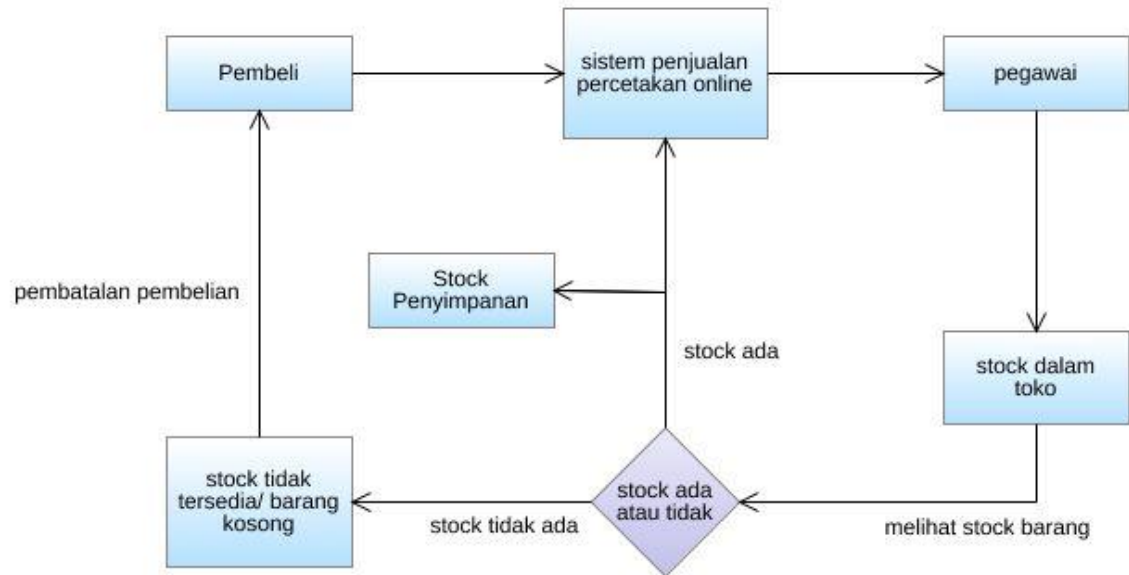 Pembeli
sistem penjualan
percetakan online
pegawai
pembatalan pembelian
Stock
Penyimpanan
stock ada
stock dalam
toko
stock tidak
tersedia/ barang
kosong
stock tidak ada
stock ada
atau tidak
melihat stock barang